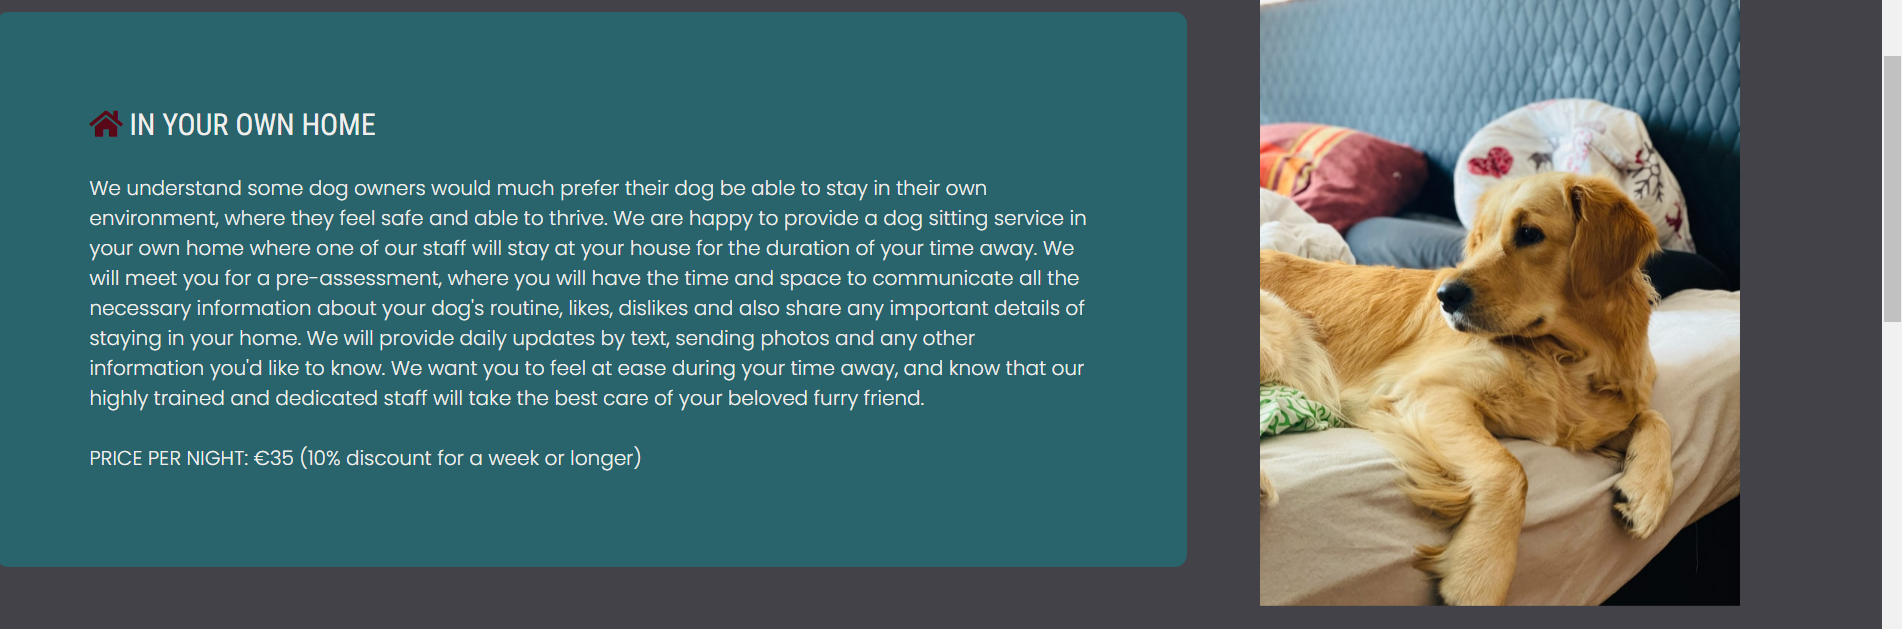 IN YOUR OWN HOME
We understand some dog owners would much prefer their dog be able to stay in their own
environment, where they feel safe and able to thrive. We are happy to provide a dog sitting service in
your own home where one of our staff will stay at your house for the duration of your time away. We
will meet you for a pre-assessment, where you will have the time and space to communicate all the
necessary information about your dog's routine, likes, dislikes and also share any important details of
staying in your home. We will provide daily updates by text, sending photos and any other
information you'd like to know. We want you to feel at ease during your time away, and know that our
highly trained and dedicated staff will take the best care of your beloved furry friend.
PRICE PER NIGHT: €35 (10% discount for a week or longer)